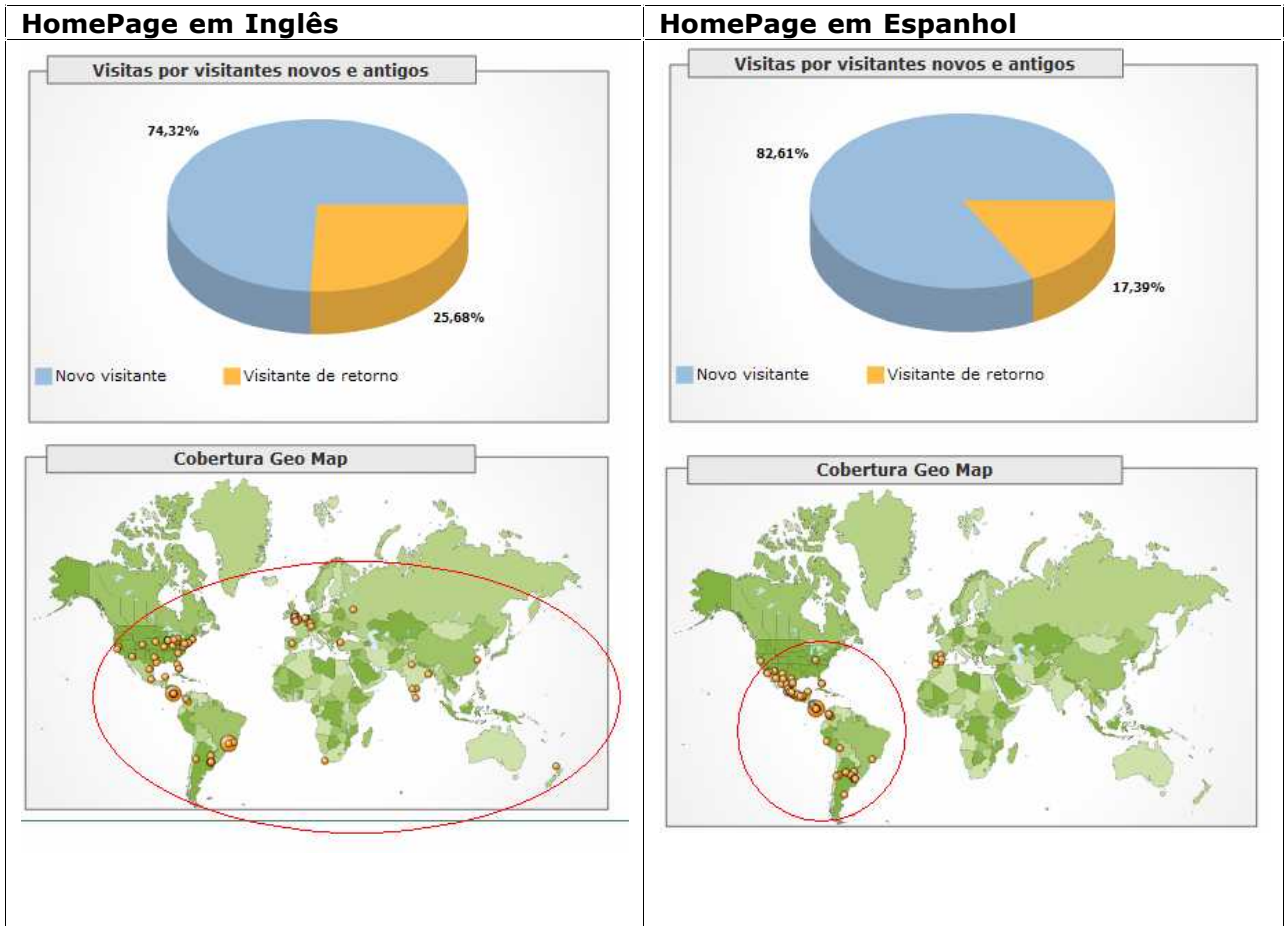 HomePage em Inglês
Visitas por visitantes novos e antigos
74,32%
25,68%
Novo visitante Visitante de retorno
Cobertura Geo Map
HomePage em Espanhol
Visitas por visitantes novos e antigos
82,61%
17,39%
Novo visitante Visitante de retorno
Cobertura Geo Map